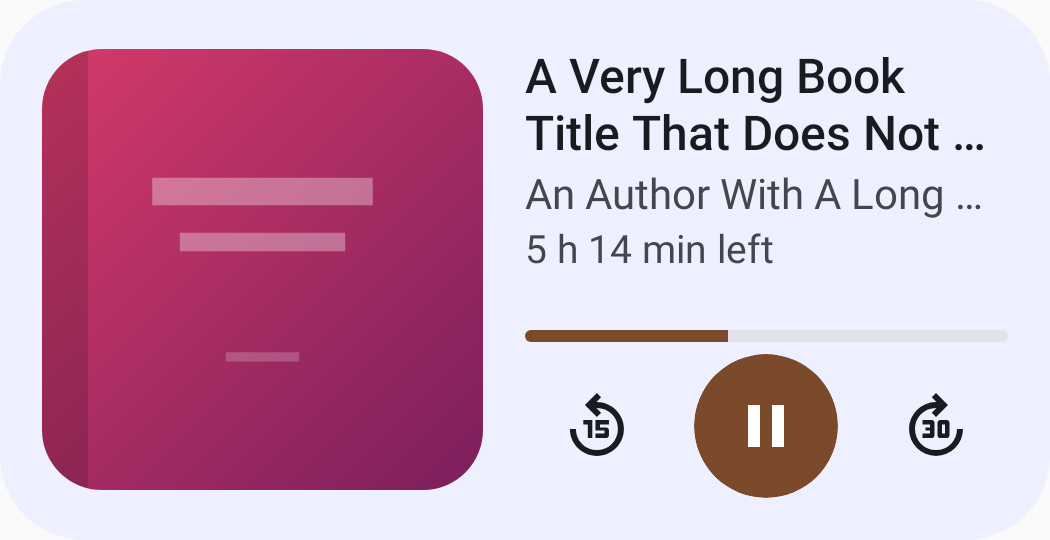 A Very Long Book
Title That Does Not …
An Author With A Long …
5 h 14 min left
15
30